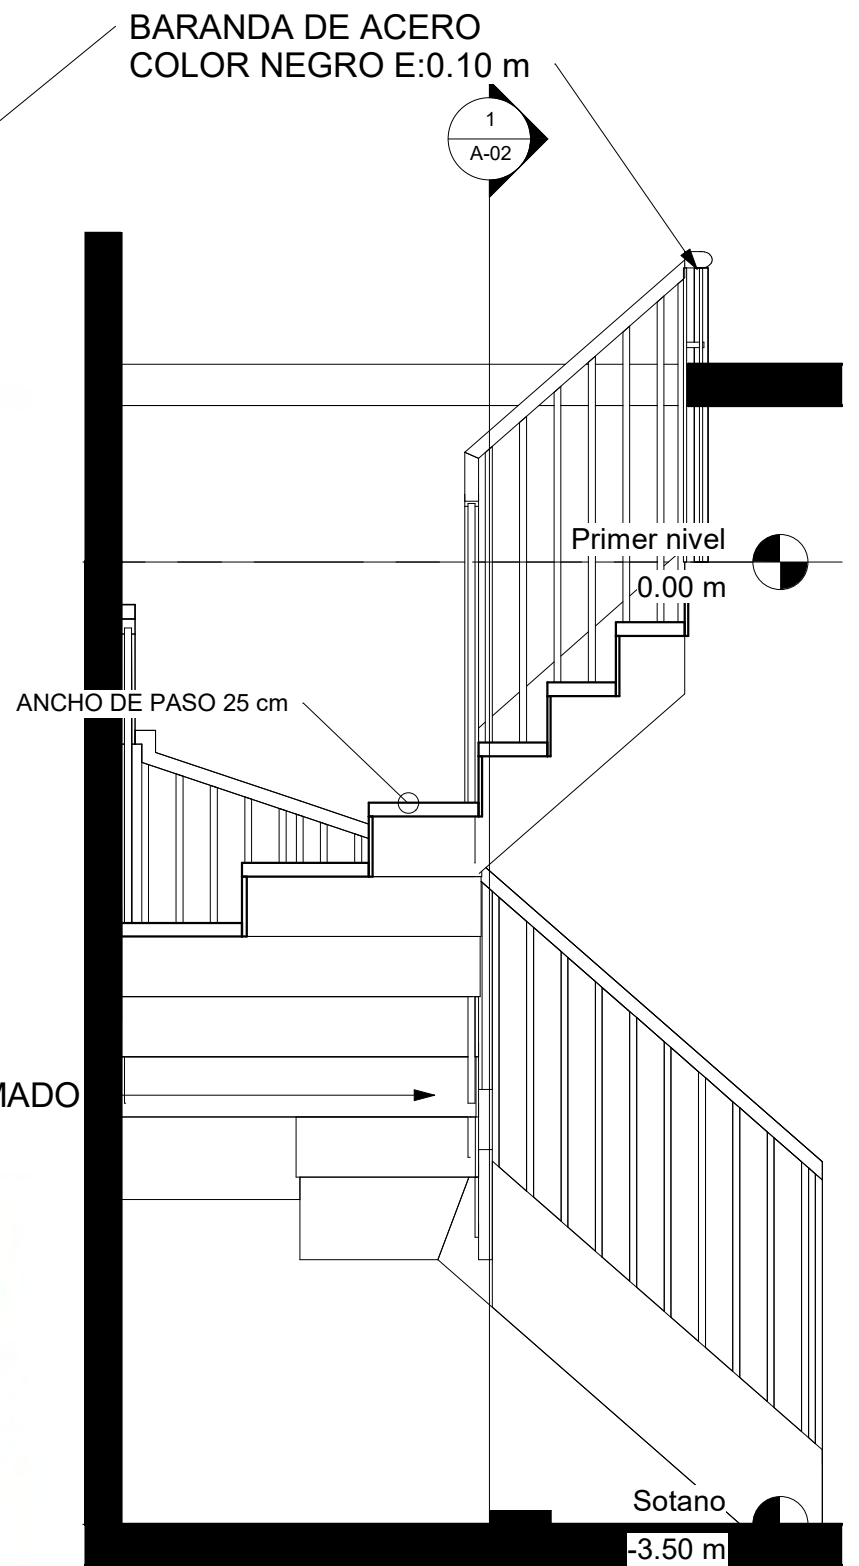 BARANDA DE ACERO
COLOR NEGRO E:0.10 m
1
A-02
Primer nivel
0.00 m
ANCHO DE PASO 25 cm
MADO
Sotano
-3.50 m